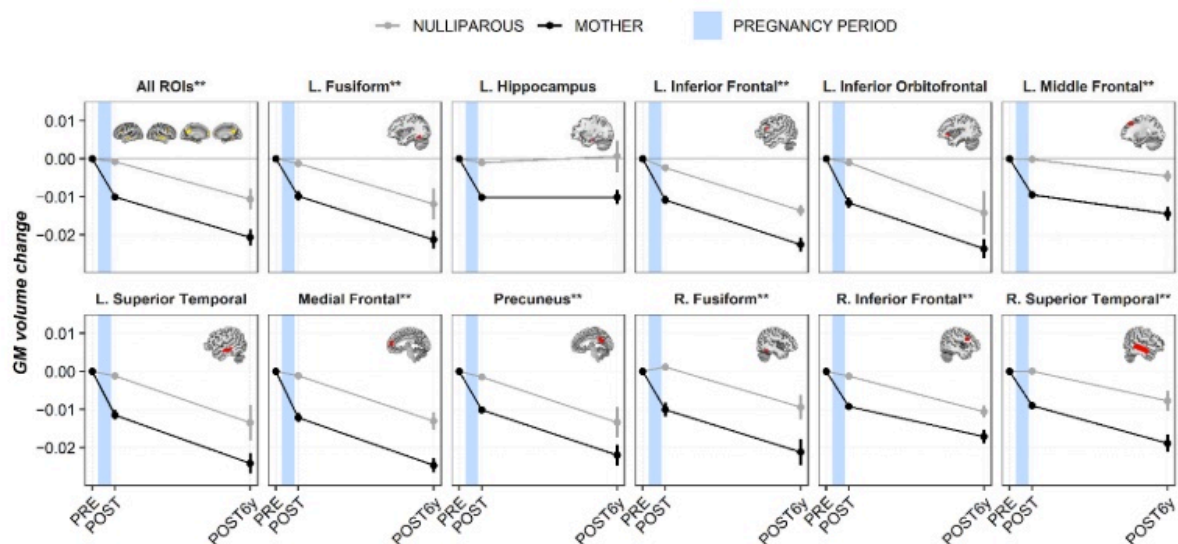 NULLIPAROUS MOTHER PREGNANCY PERIOD
All ROIs** L. Fusiform** L. Hippocampus L. Inferior Frontal** L. Inferior Orbitofrontal L. Middle Frontal**
0.01
0.00
−0.01
−0.02
GM volume change
L. Superior Temporal Medial Frontal** Precuneus** R. Fusiform** R. Inferior Frontal** R. Superior Temporal**
0.01
0.00
−0.01
−0.02
PRE POST POST6y PRE POST POST6y PRE POST POST6y PRE POST POST6y PRE POST POST6y PRE POST POST6y